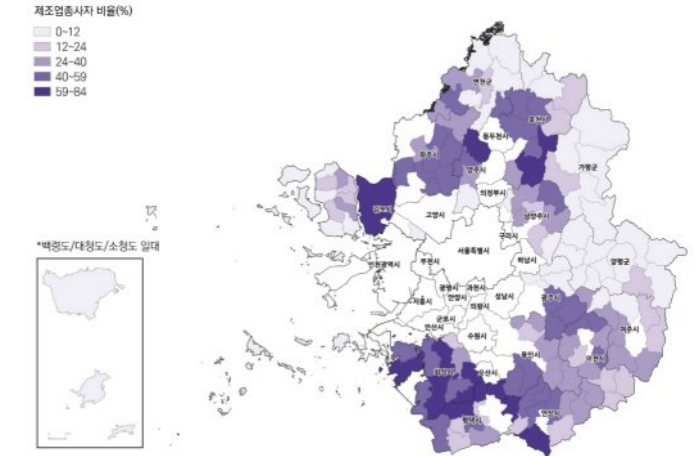 제조업종사자 비율(%)
0~12
12~24
24~40
40~59
59~84
연천군
포천시
동두천시
파주시
양주시
가평군
의정부시
김포시
고양시
남양주시
구리시
서울특별시
하남시
양평군
인천광역시
부천시
*백령도/대청도/소청도 일대
광명시
과천시
시흥시
안양시
성남시
광주시
의왕시
군포시
안산시
여주시
수원시
용인시
이천시
화성시
오산시
평택시
안성시